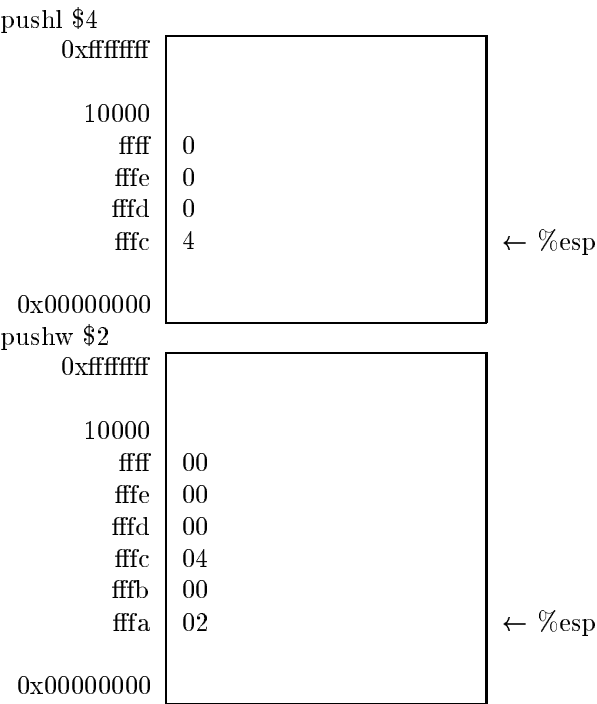 pushl $4
0xffffffff
10000
ffff 0
fffe 0
fffd 0
fffc 4 ← %esp
0x00000000
pushw $2
0xffffffff
10000
ffff 00
fffe 00
fffd 00
fffc 04
fffb 00
fffa 02 ← %esp
0x00000000